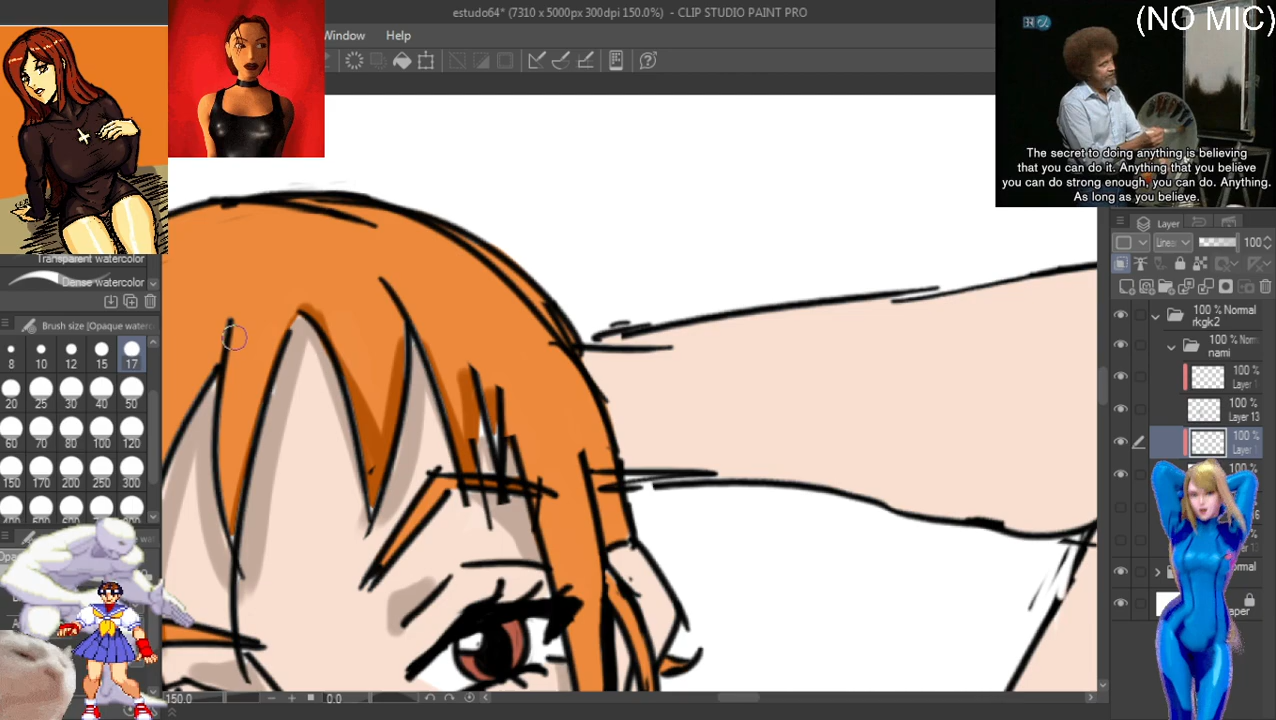 estudo64* (7310 x 5000px 300dpi 150.0%) - CLIP STUDIO PAINT PRO
(NO MIC)
Window Help
The secret to doing anything is believing
that you can do it. Anything that you believe
you can do strong enough, you can do. Anything.
As long as you believe.
Layer
100
100 % Normal
rkgk2
100 %
nami
100 %
Layer
100 %
Layer 13
100 %
100 %
Transparent watercolor
Dense watercolor
Brush size [Opaque waterc
8 10 12 15 17
20 25 30 40 50
60 70 80 100 120
150 170 200 250 300
150.0
0.0